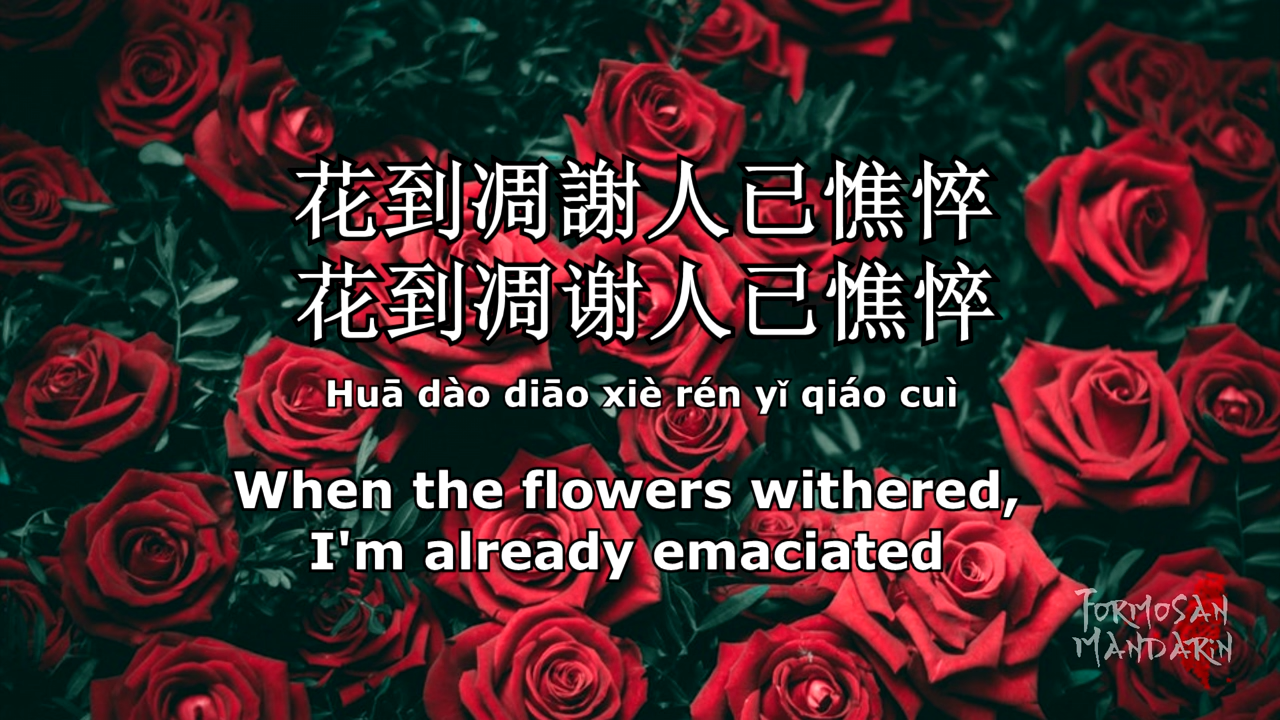 花到凋謝人已憔悴
花到凋谢人已憔悴
Huā dào diāo xiè rén yǐ qiáo cuì
When the flowers withered,
I'm already emaciated
FORMOSAN
MANDARIN